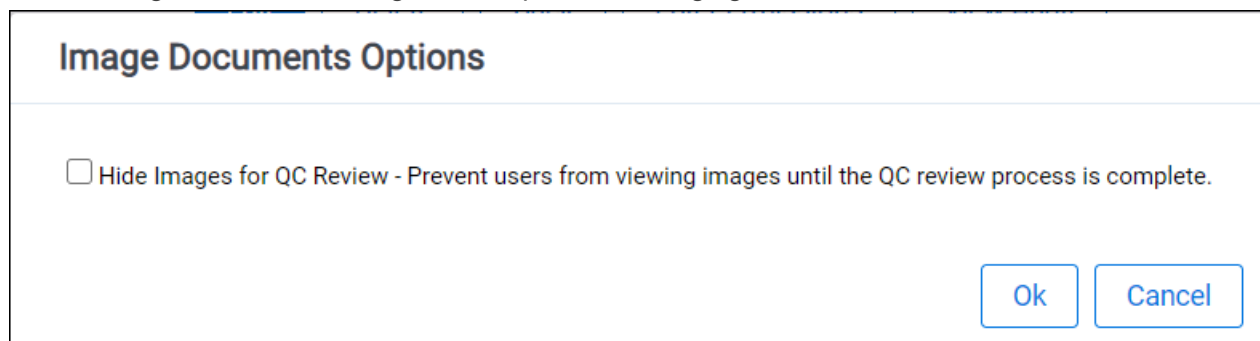 Image Documents Options
Hide Images for QC Review - Prevent users from viewing images until the QC review process is complete.
Ok Cancel